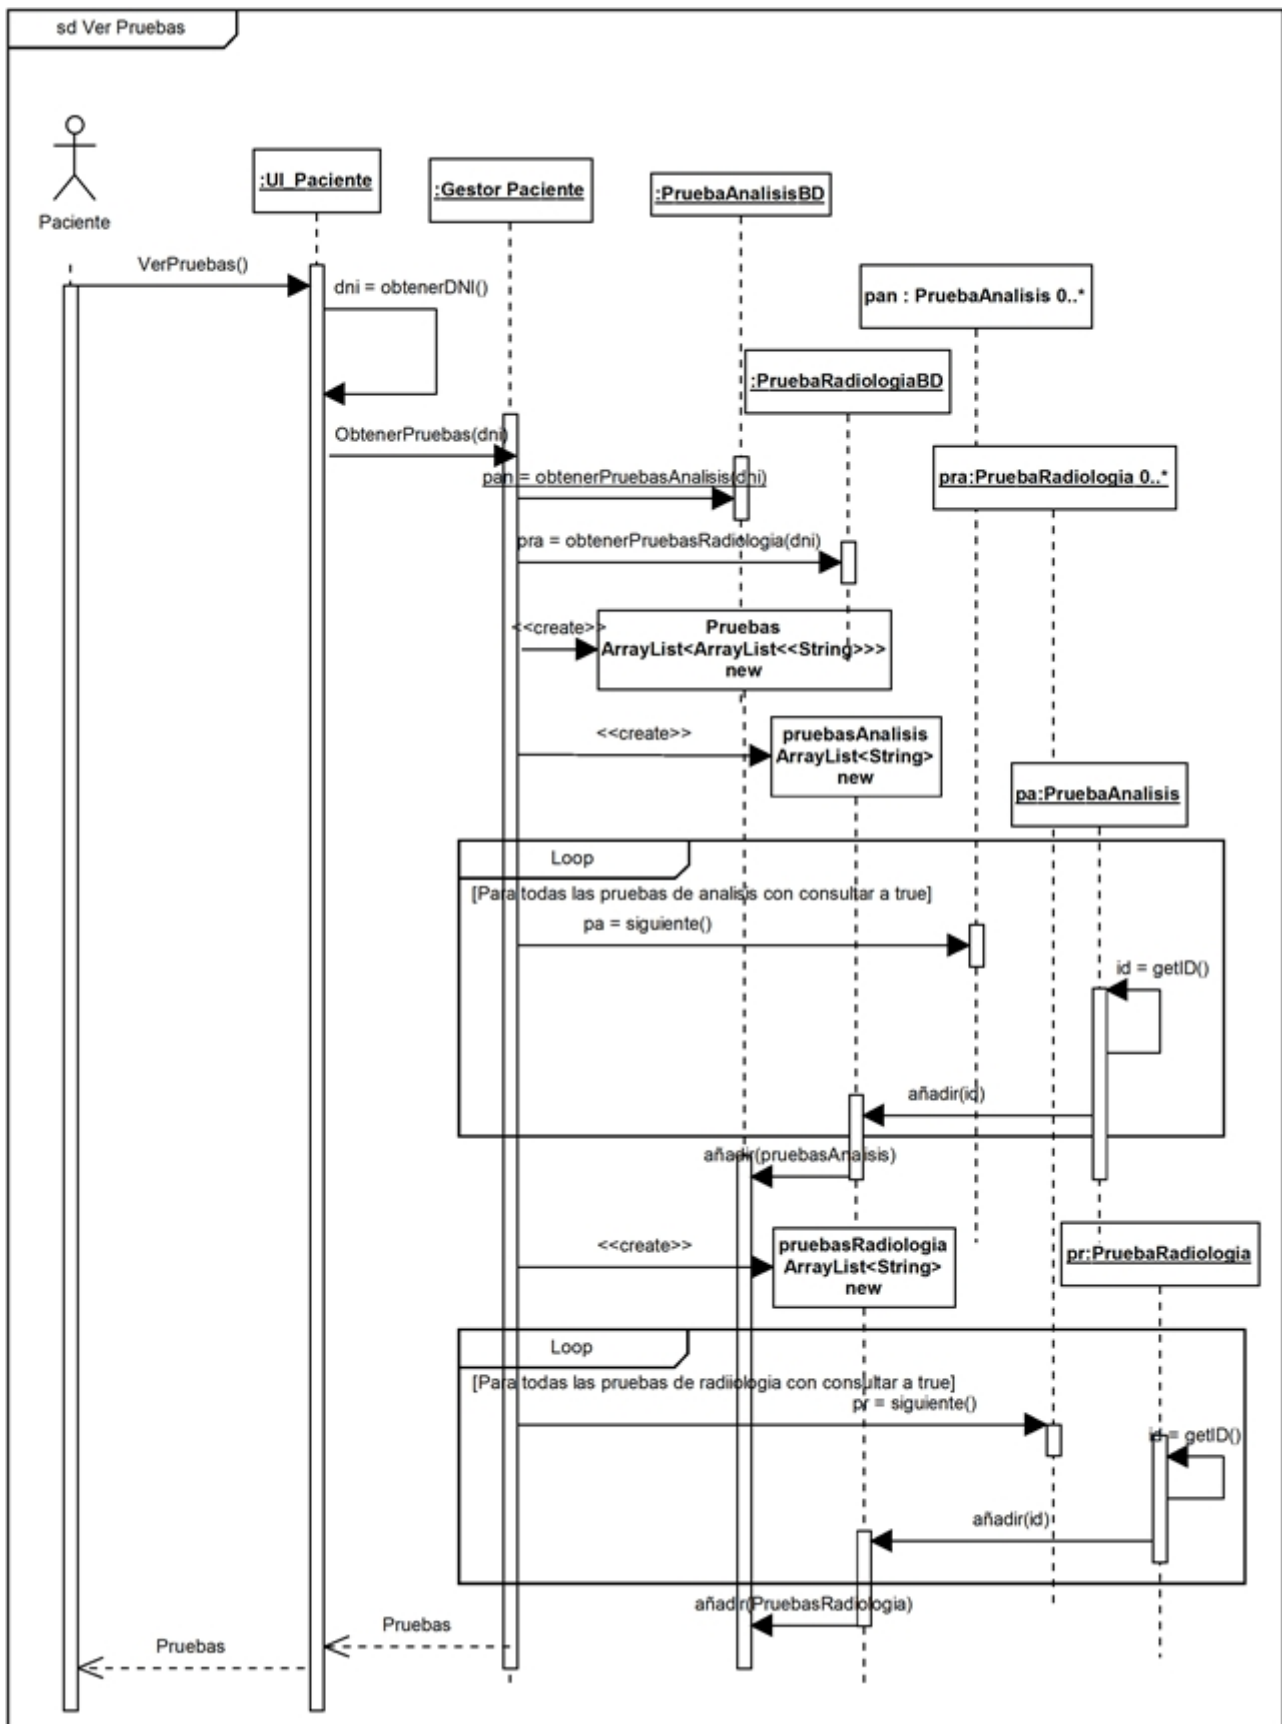 sd Ver Pruebas
Paciente
:UI_Paciente
:Gestor Paciente
:PruebaAnalisisBD
VerPruebas()
dni = obtenerDNI()
pan : PruebaAnalisis 0..*
:PruebaRadiologiaBD
ObtenerPruebas(dni)
pan = obtenerPruebasAnalisis(dni)
pra:PruebaRadiologia 0..*
pra = obtenerPruebasRadiologia(dni)
<<create>>
Pruebas
ArrayList<ArrayList<<String>>>
new
<<create>>
pruebasAnalisis
ArrayList<String>
new
pa:PruebaAnalisis
Loop
[Para todas las pruebas de analisis con consultar a true]
pa = siguiente()
id = getID()
añadir(id)
añadir(pruebasAnalisis)
<<create>>
pruebasRadiologia
ArrayList<String>
new
pr:PruebaRadiologia
Loop
[Para todas las pruebas de radiiologia con consultar a true]
pr = siguiente()
id = getID()
añadir(id)
añadir(PruebasRadiologia)
Pruebas
Pruebas